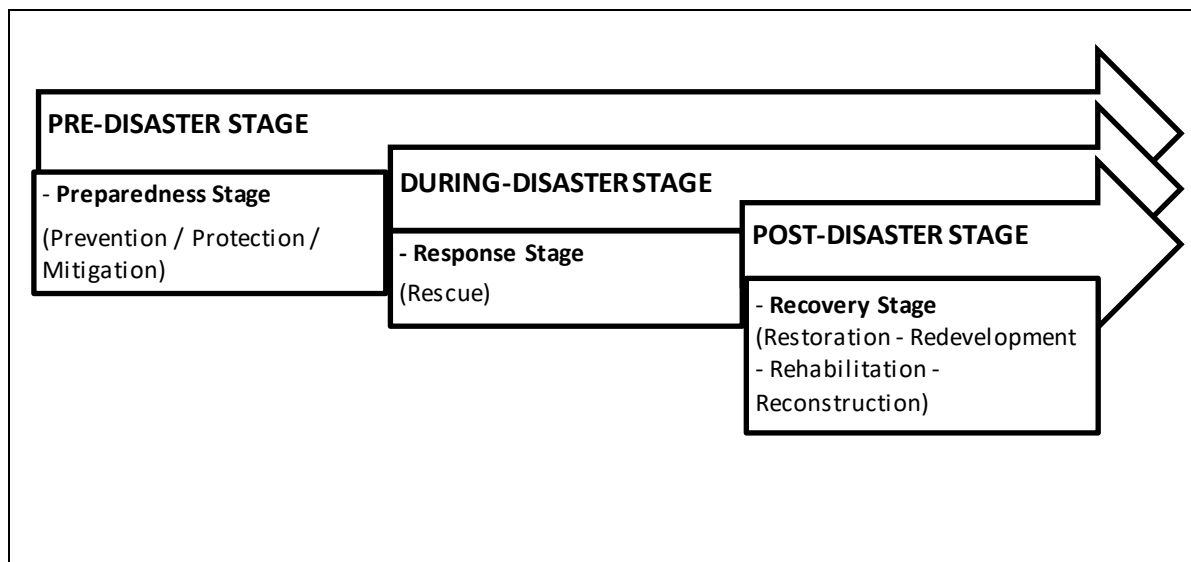 PRE-DISASTER STAGE
- Preparedness Stage
(Prevention / Protection /
Mitigation)
DURING-DISASTER STAGE
- Response Stage
(Rescue)
POST-DISASTER STAGE
- Recovery Stage
(Restoration - Redevelopment
- Rehabilitation -
Reconstruction)